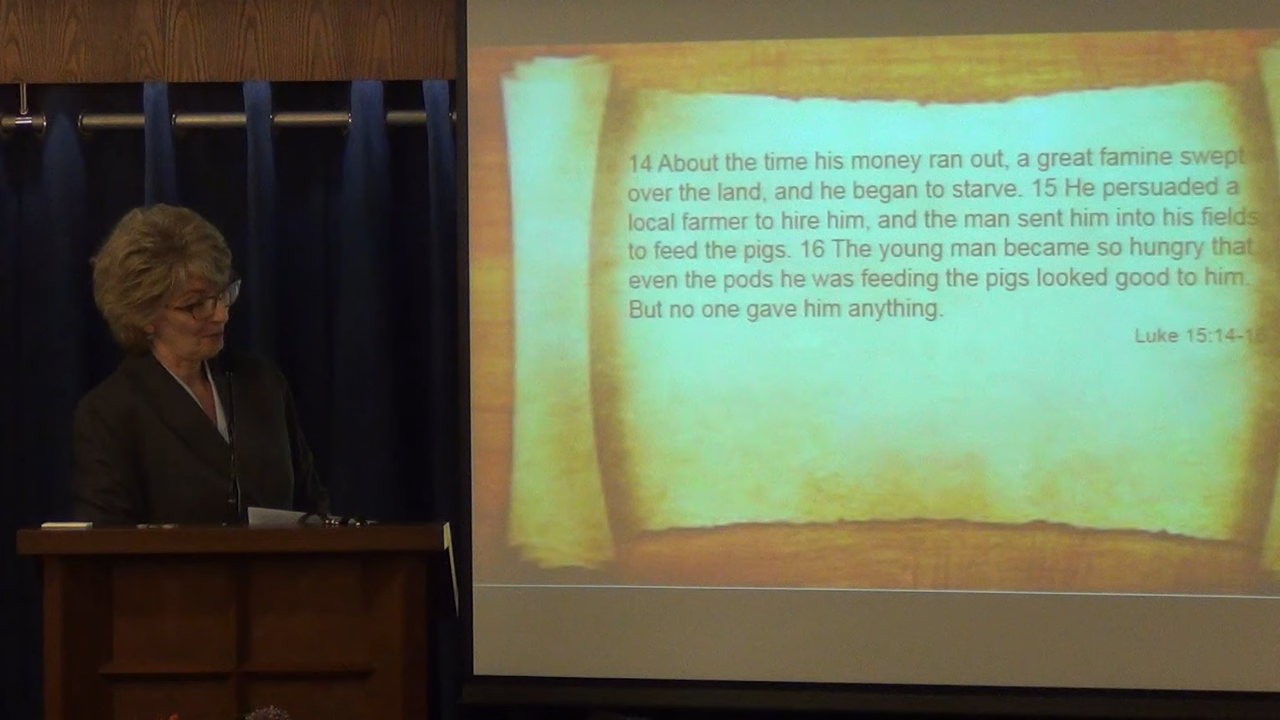 14 About the time his money ran out, a great famine swept
over the land, and he began to starve. 15 He persuaded a
local farmer to hire him, and the man sent him into his fields
to feed the pigs. 16 The young man became so hungry that
even the pods he was feeding the pigs looked good to him.
But no one gave him anything.
Luke 15:14-16